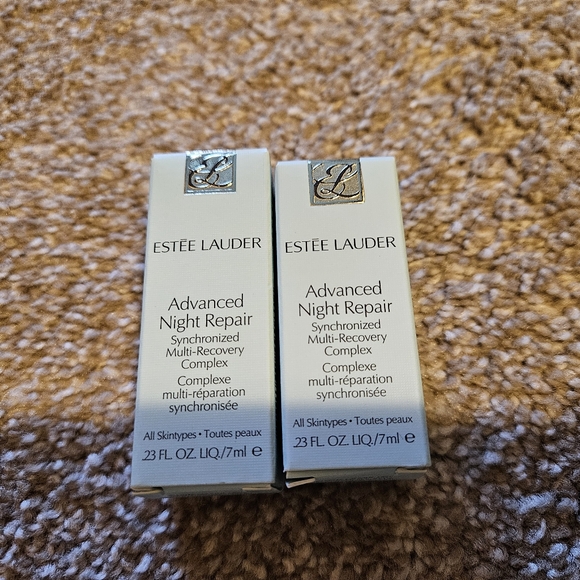 ESTĒE LAUDER
Advanced
Night Repair
Synchronized
Multi-Recovery
Complex
Complexe
multi-réparation
synchronisée
All Skintypes • Toutes peaux
.23 FL. OZ. LIQ./7ml e
ESTĒE LAUDER
Advanced
Night Repair
Synchronized
Multi-Recovery
Complex
Complexe
multi-réparation
synchronisée
All Skintypes • Toutes peaux
.23 FL. OZ. LIQ./7ml e